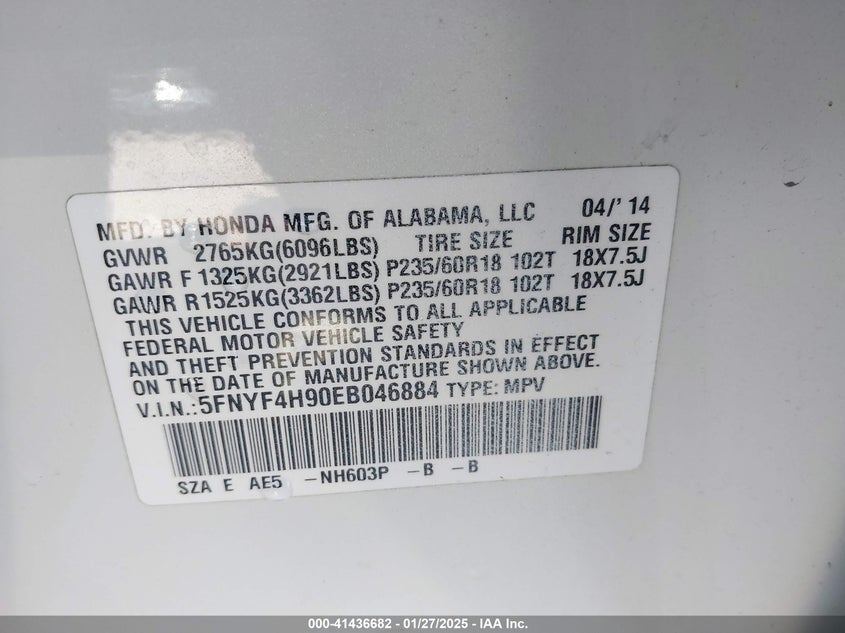 MFD. BY HONDA MFG. OF ALABAMA, LLC 04/'14
GVWR 2765KG(6096LBS) TIRE SIZE RIM SIZE
GAWR F 1325KG(2921LBS) P235/60R18 102T 18X7.5J
GAWR R1525KG(3362LBS) P235/60R18 102T 18X7.5J
THIS VEHICLE CONFORMS TO ALL APPLICABLE
FEDERAL MOTOR VEHICLE SAFETY
AND THEFT PREVENTION STANDARDS IN EFFECT
ON THE DATE OF MANUFACTURE SHOWN ABOVE.
V.I.N.:5FNYF4H90EB046884 TYPE: MPV
SZA E AE5 -NH603P -B -B
000-41436682 - 01/27/2025 - IAA Inc.